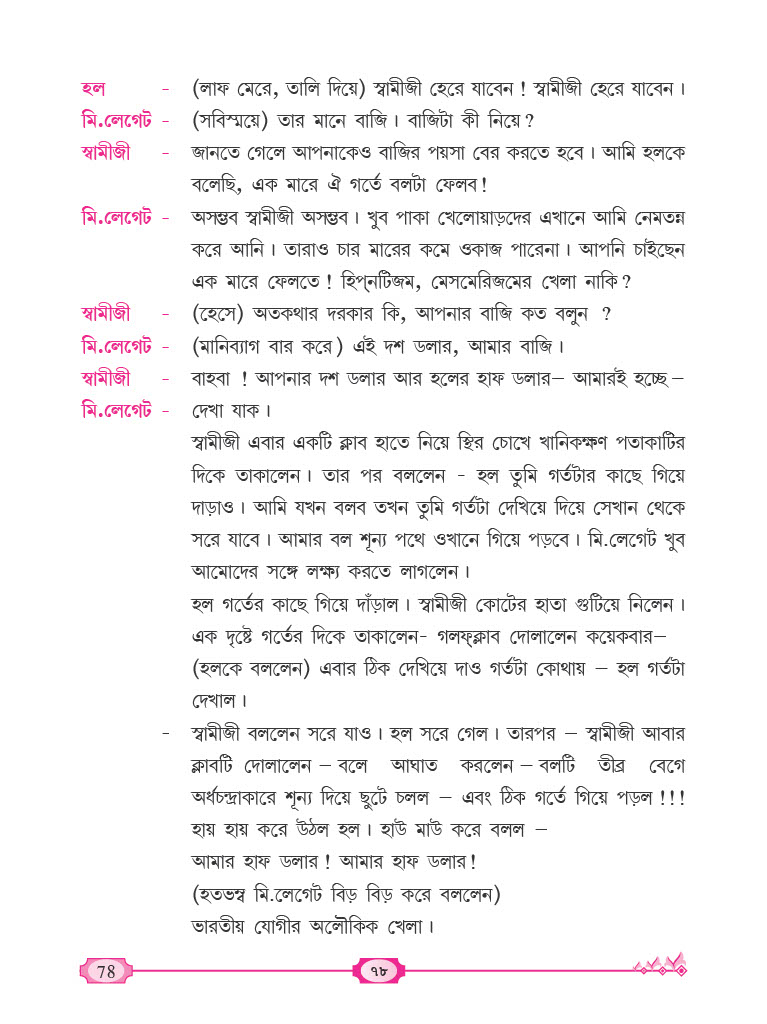 হল - (লাফ মেরে, তালি দিয়ে) স্বামীজী হেরে যাবেন ! স্বামীজী হেরে যাবেন।
মি.লেগেট - (সবিস্ময়ে) তার মানে বাজি। বাজিটা কী নিয়ে ?
স্বামীজী - জানতে গেলে আপনাকেও বাজির পয়সা বের করতে হবে। আমি হলকে
বলেছি, এক মারে ঐ গর্তে বলটা ফেলব !
মি.লেগেট - অসম্ভব স্বামীজী অসম্ভব। খুব পাকা খেলোয়াড়দের এখানে আমি নেমতন্ন
করে আনি। তারাও চার মারের কমে ওকাজ পারেনা। আপনি চাইছেন
এক মারে ফেলতে ! হিপ্‌নটিজম, মেসমেরিজমের খেলা নাকি ?
স্বামীজী - (হেসে) অতকথার দরকার কি, আপনার বাজি কত বলুন ?
মি.লেগেট - (মানিব্যাগ বার করে) এই দশ ডলার, আমার বাজি।
স্বামীজী - বাহবা ! আপনার দশ ডলার আর হলের হাফ ডলার– আমারই হচ্ছে –
মি.লেগেট - দেখা যাক।
স্বামীজী এবার একটি ক্লাব হাতে নিয়ে স্থির চোখে খানিকক্ষণ পতাকাটির
দিকে তাকালেন। তার পর বললেন - হল তুমি গর্তটার কাছে গিয়ে
দাড়াও। আমি যখন বলব তখন তুমি গর্তটা দেখিয়ে দিয়ে সেখান থেকে
সরে যাবে। আমার বল শূন্য পথে ওখানে গিয়ে পড়বে। মি.লেগেট খুব
আমোদের সঙ্গে লক্ষ্য করতে লাগলেন।
হল গর্তের কাছে গিয়ে দাঁড়াল। স্বামীজী কোটের হাতা গুটিয়ে নিলেন।
এক দৃষ্টে গর্তের দিকে তাকালেন- গলফ্‌ক্লাব দোলালেন কয়েকবার–
(হলকে বললেন) এবার ঠিক দেখিয়ে দাও গর্তটা কোথায় – হল গর্তটা
দেখাল।
- স্বামীজী বললেন সরে যাও। হল সরে গেল। তারপর – স্বামীজী আবার
ক্লাবটি দোলালেন – বলে আঘাত করলেন – বলটি তীব্র বেগে
অর্ধচন্দ্রাকারে শূন্য দিয়ে ছুটে চলল – এবং ঠিক গর্তে গিয়ে পড়ল !!!
হায় হায় করে উঠল হল। হাউ মাউ করে বলল –
আমার হাফ ডলার ! আমার হাফ ডলার !
(হতভম্ব মি.লেগেট বিড় বিড় করে বললেন)
ভারতীয় যোগীর অলৌকিক খেলা।
78 ৭৮